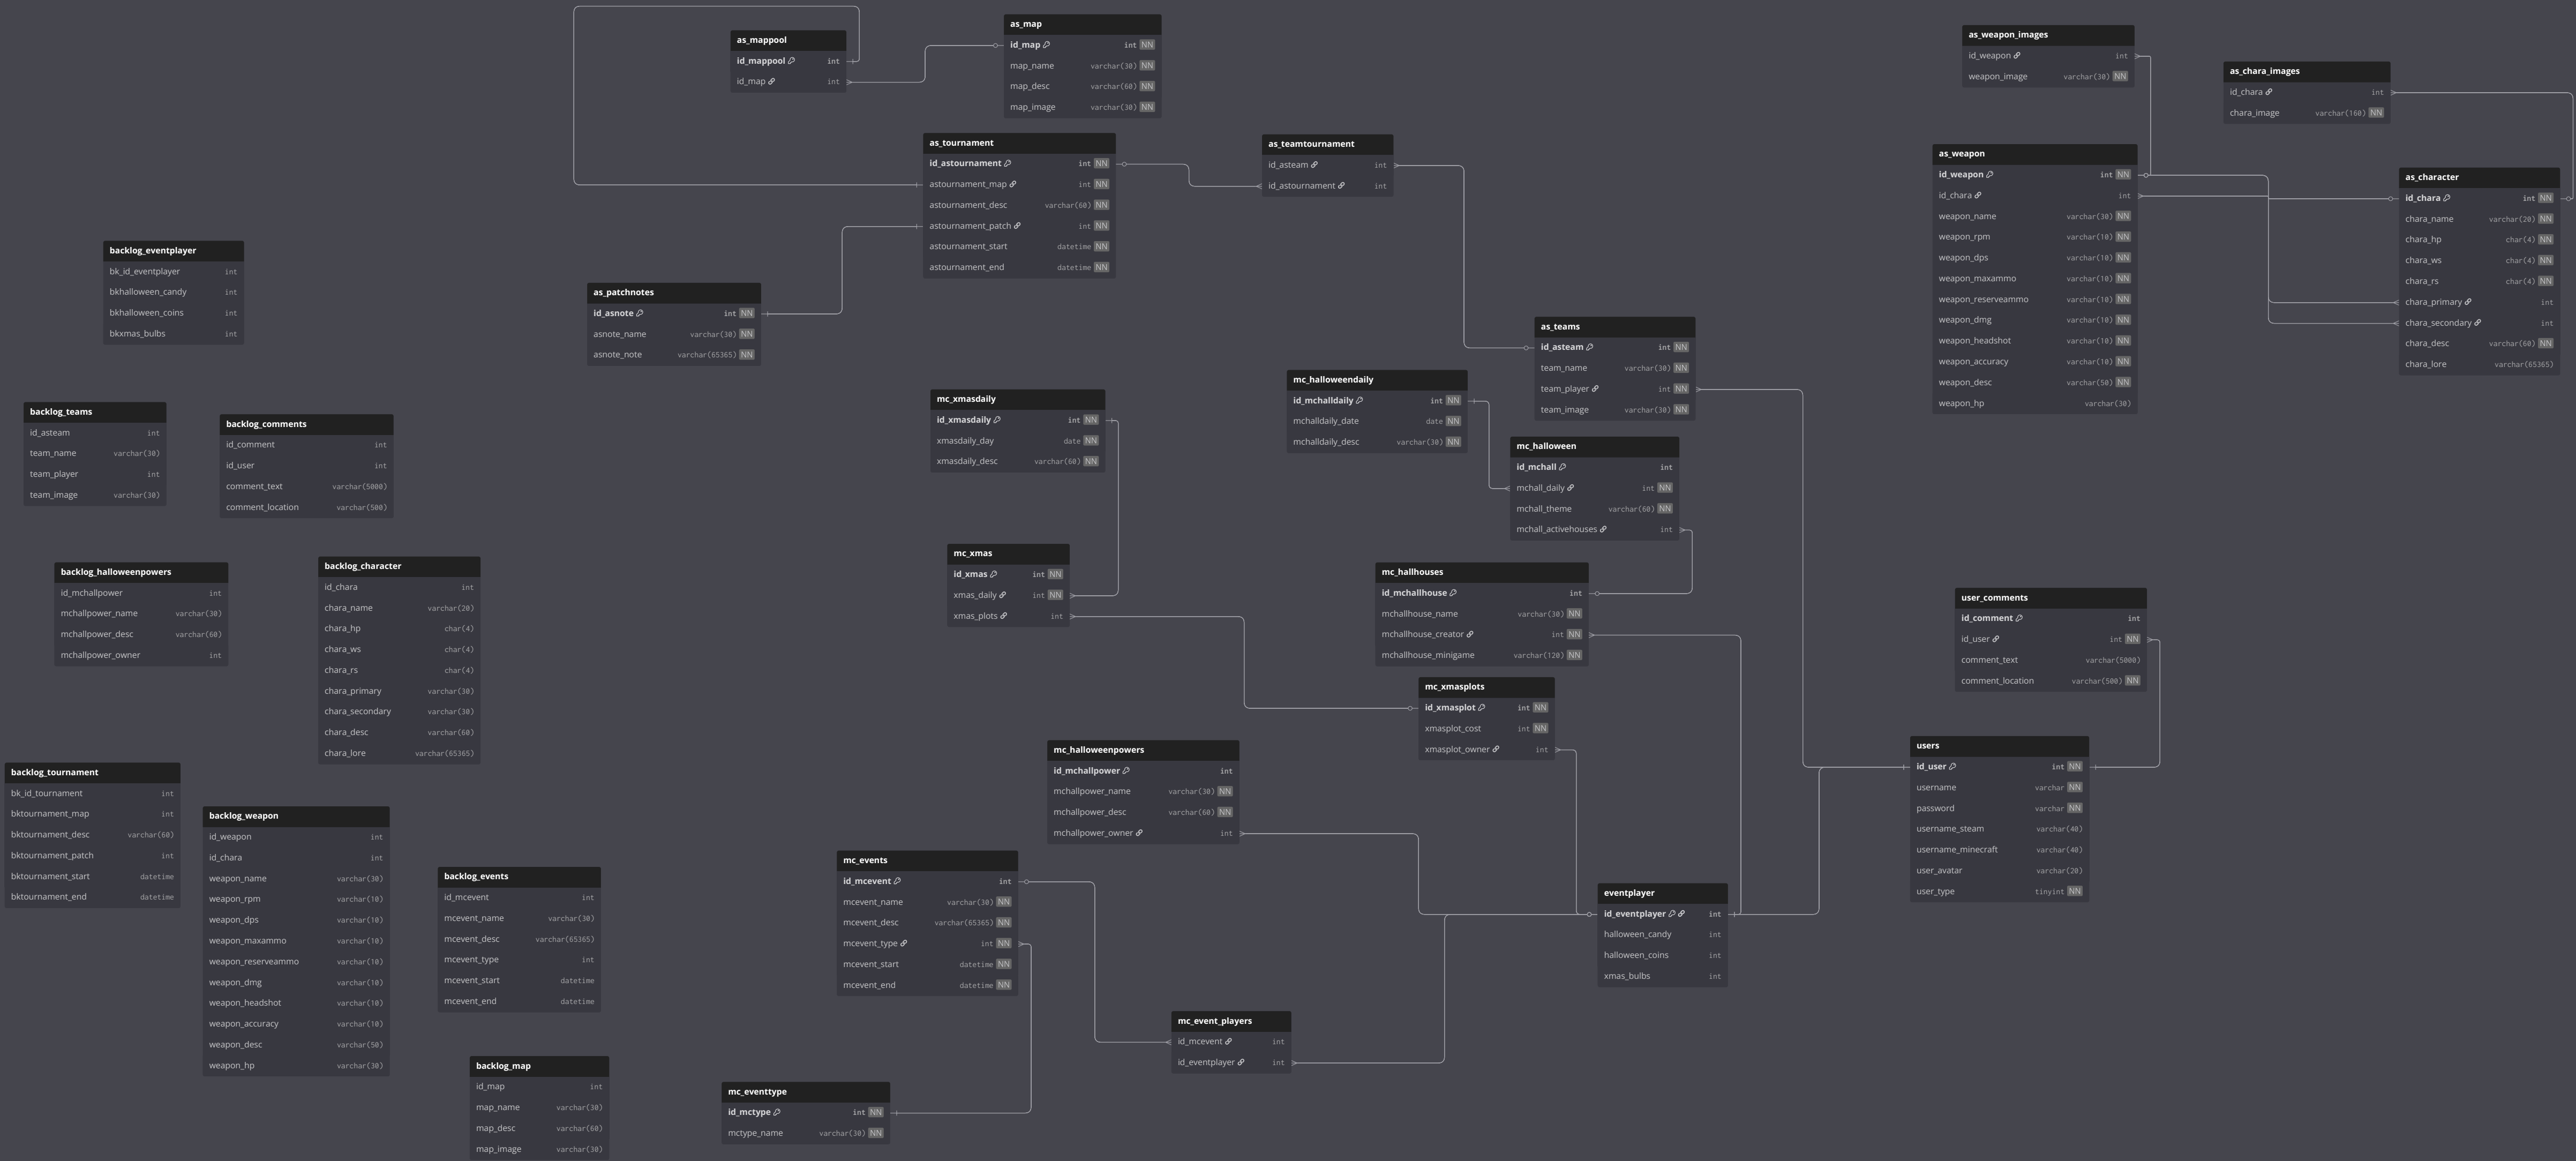 as_mappool
id_mappool int
id_map int
as_map
id_map int NN
map_name varchar(30) NN
map_desc varchar(60) NN
map_image varchar(30) NN
as_weapon_images
id_weapon int
weapon_image varchar(30) NN
as_chara_images
id_chara int
chara_image varchar(160) NN
as_tournament
id_astournament int NN
astournament_map int NN
astournament_desc varchar(60) NN
astournament_patch int NN
astournament_start datetime NN
astournament_end datetime NN
as_teamtournament
id_asteam int
id_astournament int
as_weapon
id_weapon int NN
id_chara int
weapon_name varchar(30) NN
weapon_rpm varchar(10) NN
weapon_dps varchar(10) NN
weapon_maxammo varchar(10) NN
weapon_reserveammo varchar(10) NN
weapon_dmg varchar(10) NN
weapon_headshot varchar(10) NN
weapon_accuracy varchar(10) NN
weapon_desc varchar(50) NN
weapon_hp varchar(30)
as_character
id_chara int NN
chara_name varchar(20) NN
chara_hp char(4) NN
chara_ws char(4) NN
chara_rs char(4) NN
chara_primary int
chara_secondary int
chara_desc varchar(60) NN
chara_lore varchar(65365)
backlog_eventplayer
bk_id_eventplayer int
bkhalloween_candy int
bkhalloween_coins int
bkxmas_bulbs int
as_patchnotes
id_asnote int NN
asnote_name varchar(30) NN
asnote_note varchar(65365) NN
as_teams
id_asteam int NN
team_name varchar(30) NN
team_player int NN
team_image varchar(30) NN
mc_halloweendaily
id_mchalldaily int NN
mchalldaily_date date NN
mchalldaily_desc varchar(30) NN
mc_xmasdaily
id_xmasdaily int NN
xmasdaily_day date NN
xmasdaily_desc varchar(60) NN
backlog_teams
id_asteam int
team_name varchar(30)
team_player int
team_image varchar(30)
backlog_comments
id_comment int
id_user int
comment_text varchar(5000)
comment_location varchar(500)
mc_halloween
id_mchall int
mchall_daily int NN
mchall_theme varchar(60) NN
mchall_activehouses int
mc_xmas
id_xmas int NN
xmas_daily int NN
xmas_plots int
backlog_halloweenpowers
id_mchallpower int
mchallpower_name varchar(30)
mchallpower_desc varchar(60)
mchallpower_owner int
backlog_character
id_chara int
chara_name varchar(20)
chara_hp char(4)
chara_ws char(4)
chara_rs char(4)
chara_primary varchar(30)
chara_secondary varchar(30)
chara_desc varchar(60)
chara_lore varchar(65365)
mc_hallhouses
id_mchallhouse int
mchallhouse_name varchar(30) NN
mchallhouse_creator int NN
mchallhouse_minigame varchar(120) NN
user_comments
id_comment int
id_user int NN
comment_text varchar(5000)
comment_location varchar(500) NN
mc_xmasplots
id_xmasplot int NN
xmasplot_cost int NN
xmasplot_owner int
mc_halloweenpowers
id_mchallpower int
mchallpower_name varchar(30) NN
mchallpower_desc varchar(60) NN
mchallpower_owner int
users
id_user int NN
username varchar NN
password varchar NN
username_steam varchar(40)
username_minecraft varchar(40)
user_avatar varchar(20)
user_type tinyint NN
backlog_tournament
bk_id_tournament int
bktournament_map int
bktournament_desc varchar(60)
bktournament_patch int
bktournament_start datetime
bktournament_end datetime
backlog_weapon
id_weapon int
id_chara int
weapon_name varchar(30)
weapon_rpm varchar(10)
weapon_dps varchar(10)
weapon_maxammo varchar(10)
weapon_reserveammo varchar(10)
weapon_dmg varchar(10)
weapon_headshot varchar(10)
weapon_accuracy varchar(10)
weapon_desc varchar(50)
weapon_hp varchar(30)
backlog_events
id_mcevent int
mcevent_name varchar(30)
mcevent_desc varchar(65365)
mcevent_type int
mcevent_start datetime
mcevent_end datetime
mc_events
id_mcevent int
mcevent_name varchar(30) NN
mcevent_desc varchar(65365) NN
mcevent_type int NN
mcevent_start datetime NN
mcevent_end datetime NN
eventplayer
id_eventplayer int
halloween_candy int
halloween_coins int
xmas_bulbs int
mc_event_players
id_mcevent int
id_eventplayer int
backlog_map
id_map int
map_name varchar(30)
map_desc varchar(60)
map_image varchar(30)
mc_eventtype
id_mctype int NN
mctype_name varchar(30) NN